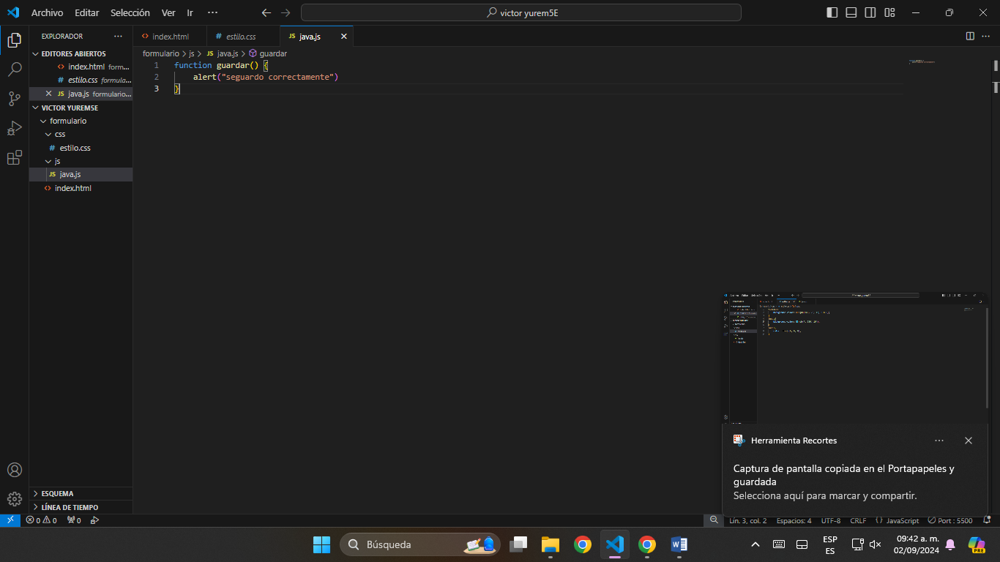 Archivo Editar Selección Ver Ir ···
victor yurem5E
EXPLORADOR ···
EDITORES ABIERTOS
index.html form...
estilo.css formula...
JS java.js formulario...
VICTOR YUREM5E
formulario
css
# estilo.css
js
JS java.js
index.html
ESQUEMA
LÍNEA DE TIEMPO
index.html
# estilo.css
JS java.js
formulario > js > JS java.js > guardar
1 function guardar() {
2 alert("seguardo correctamente")
3 }
Herramienta Recortes
Captura de pantalla copiada en el Portapapeles y
guardada
Selecciona aquí para marcar y compartir.
0 0 0
Lín. 3, col. 2 Espacios: 4 UTF-8 CRLF {} JavaScript Port : 5500
Búsqueda
ESP
ES
09:42 a. m.
02/09/2024
PRE